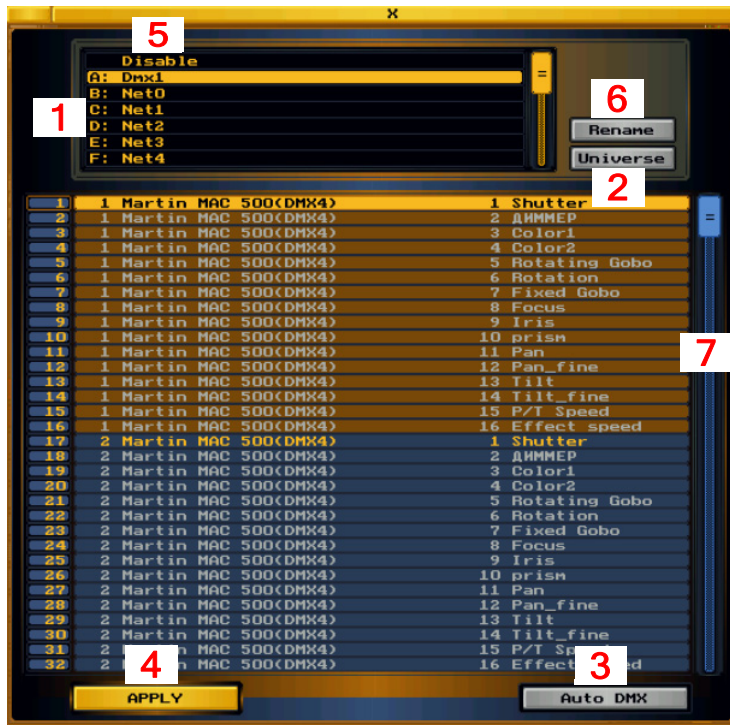 X
5
Disable
A: Dmx1
B: Net0
C: Net1
D: Net2
E: Net3
F: Net4
=
1
6
Rename
Universe
2
1 1 Martin MAC 500(DMX4) 1 Shutter
2 1 Martin MAC 500(DMX4) 2 ДИММЕР
3 1 Martin MAC 500(DMX4) 3 Color1
4 1 Martin MAC 500(DMX4) 4 Color2
5 1 Martin MAC 500(DMX4) 5 Rotating Gobo
6 1 Martin MAC 500(DMX4) 6 Rotation
7 1 Martin MAC 500(DMX4) 7 Fixed Gobo
8 1 Martin MAC 500(DMX4) 8 Focus
9 1 Martin MAC 500(DMX4) 9 Iris
10 1 Martin MAC 500(DMX4) 10 prism
11 1 Martin MAC 500(DMX4) 11 Pan
12 1 Martin MAC 500(DMX4) 12 Pan_fine
13 1 Martin MAC 500(DMX4) 13 Tilt
14 1 Martin MAC 500(DMX4) 14 Tilt_fine
15 1 Martin MAC 500(DMX4) 15 P/T Speed
16 1 Martin MAC 500(DMX4) 16 Effect speed
17 2 Martin MAC 500(DMX4) 1 Shutter
18 2 Martin MAC 500(DMX4) 2 ДИММЕР
19 2 Martin MAC 500(DMX4) 3 Color1
20 2 Martin MAC 500(DMX4) 4 Color2
21 2 Martin MAC 500(DMX4) 5 Rotating Gobo
22 2 Martin MAC 500(DMX4) 6 Rotation
23 2 Martin MAC 500(DMX4) 7 Fixed Gobo
24 2 Martin MAC 500(DMX4) 8 Focus
25 2 Martin MAC 500(DMX4) 9 Iris
26 2 Martin MAC 500(DMX4) 10 prism
27 2 Martin MAC 500(DMX4) 11 Pan
28 2 Martin MAC 500(DMX4) 12 Pan_fine
29 2 Martin MAC 500(DMX4) 13 Tilt
30 2 Martin MAC 500(DMX4) 14 Tilt_fine
31 2 Martin MAC 500(DMX4) 15 P/T
32 2 Martin MAC 500(DMX4) 16
=
7
4
3
APPLY
Auto DMX